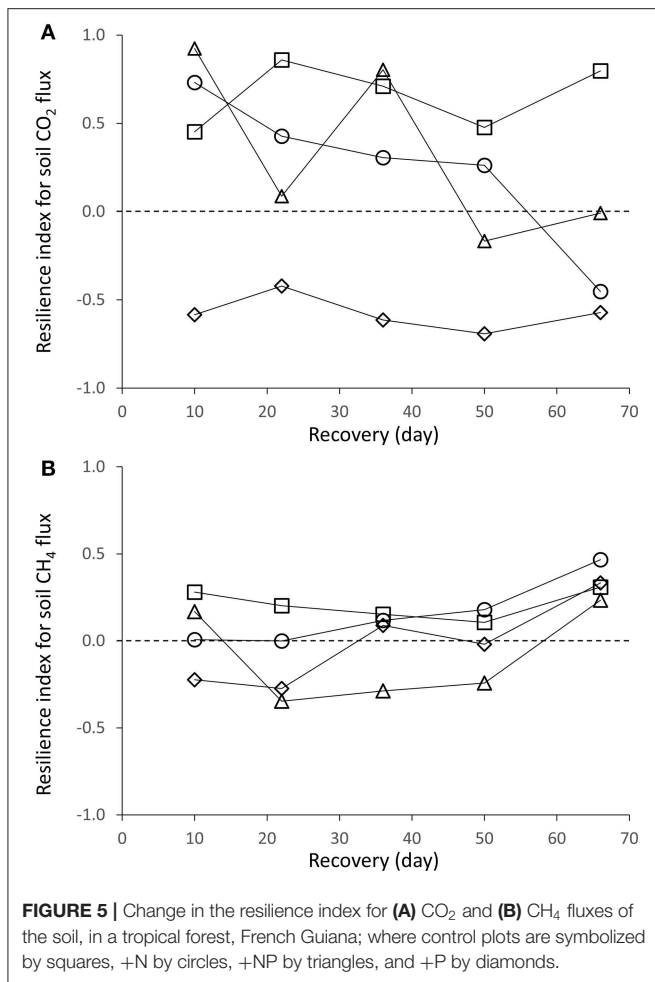 A
1.0
0.5
0.0
-0.5
-1.0
Resilience index for soil CO₂ flux
0 10 20 30 40 50 60 70
Recovery (day)
B
1.0
0.5
0.0
-0.5
-1.0
Resilience index for soil CH₄ flux
0 10 20 30 40 50 60 70
Recovery (day)
FIGURE 5 | Change in the resilience index for (A) CO₂ and (B) CH₄ fluxes of
the soil, in a tropical forest, French Guiana; where control plots are symbolized
by squares, +N by circles, +NP by triangles, and +P by diamonds.